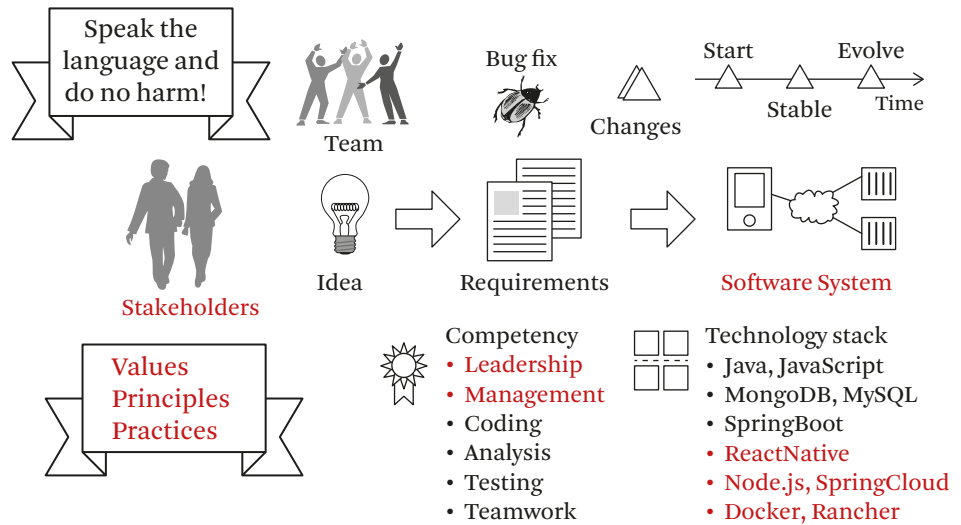 Speak the
language and
do no harm!
Team
Bug fix
Changes
Start
Evolve
Stable
Time
Stakeholders
Idea
Requirements
Software System
Values
Principles
Practices
Competency
• Leadership
• Management
• Coding
• Analysis
• Testing
• Teamwork
Technology stack
• Java, JavaScript
• MongoDB, MySQL
• SpringBoot
• ReactNative
• Node.js, SpringCloud
• Docker, Rancher